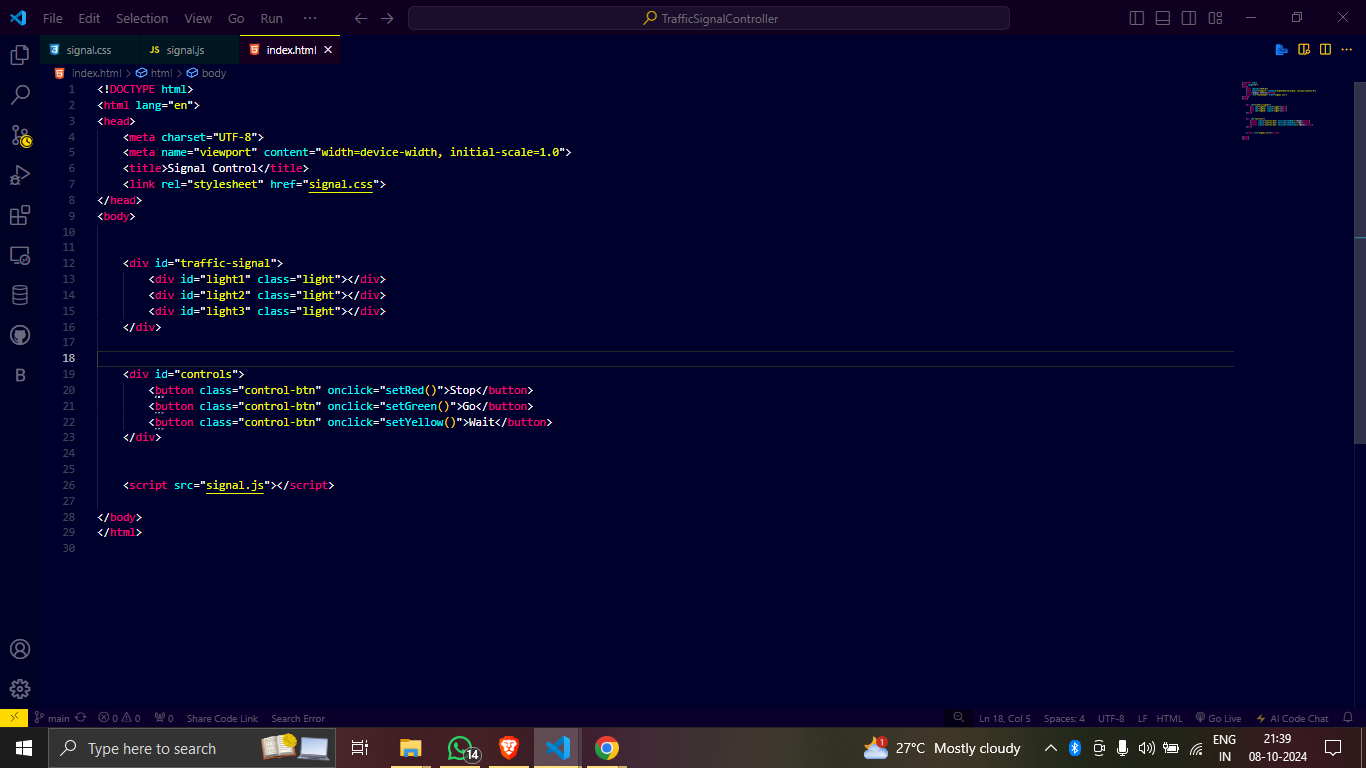 File Edit Selection View Go Run ···
TrafficSignalController
signal.css
JS signal.js
index.html
index.html > html > body
1 <!DOCTYPE html>
2 <html lang="en">
3 <head>
4 <meta charset="UTF-8">
5 <meta name="viewport" content="width=device-width, initial-scale=1.0">
6 <title>Signal Control</title>
7 <link rel="stylesheet" href="signal.css">
8 </head>
9 <body>
10
11
12 <div id="traffic-signal">
13 <div id="light1" class="light"></div>
14 <div id="light2" class="light"></div>
15 <div id="light3" class="light"></div>
16 </div>
17
18
19 <div id="controls">
20 <button class="control-btn" onclick="setRed()">Stop</button>
21 <button class="control-btn" onclick="setGreen()">Go</button>
22 <button class="control-btn" onclick="setYellow()">Wait</button>
23 </div>
24
25
26 <script src="signal.js"></script>
27
28 </body>
29 </html>
30
B
main 0 0 0 Share Code Link Search Error
Ln 18, Col 5 Spaces: 4 UTF-8 LF HTML Go Live AI Code Chat
Type here to search
14
1
27°C Mostly cloudy
ENG
IN
21:39
08-10-2024